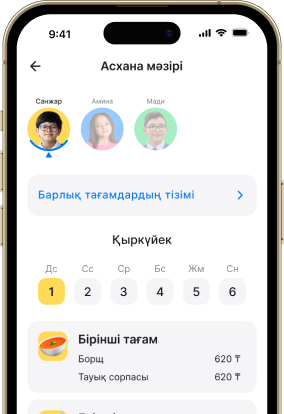 9:41
Асхана мәзірі
Санжар Амина Мади
Барлық тағамдардың тізімі
Қыркүйек
Дс Сс Ср Бс Жм Сн
1 2 3 4 5 6
Бірінші тағам
Борщ 620 ₸
Тауық сорпасы 620 ₸